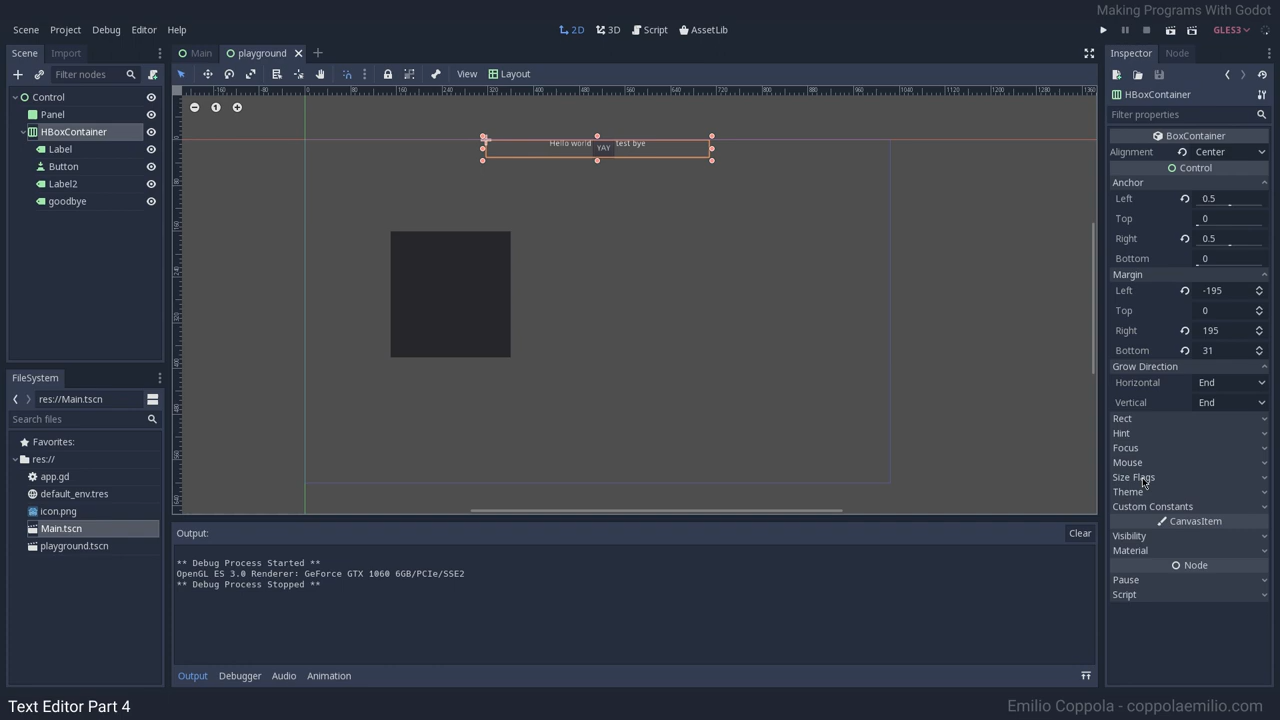 Making Programs With Godot
Scene Project Debug Editor Help
2D 3D Script AssetLib
GLES3
Scene Import
Main playground
Inspector Node
Filter nodes
View Layout
HBoxContainer
Filter properties
Control
Panel
HBoxContainer
Label
Button
Label2
goodbye
Hello world YAY test bye
BoxContainer
Alignment Center
Control
Anchor
Left 0.5
Top 0
Right 0.5
Bottom 0
Margin
Left -195
Top 0
Right 195
Bottom 31
Grow Direction
Horizontal End
Vertical End
Rect
Hint
Focus
Mouse
Size Flags
Theme
Custom Constants
CanvasItem
Visibility
Material
Node
Pause
Script
FileSystem
res://Main.tscn
Search files
Favorites:
res://
app.gd
default_env.tres
icon.png
Main.tscn
playground.tscn
Output:
Clear
** Debug Process Started **
OpenGL ES 3.0 Renderer: GeForce GTX 1060 6GB/PCIe/SSE2
** Debug Process Stopped **
Output Debugger Audio Animation
Text Editor Part 4
Emilio Coppola - coppolaemilio.com